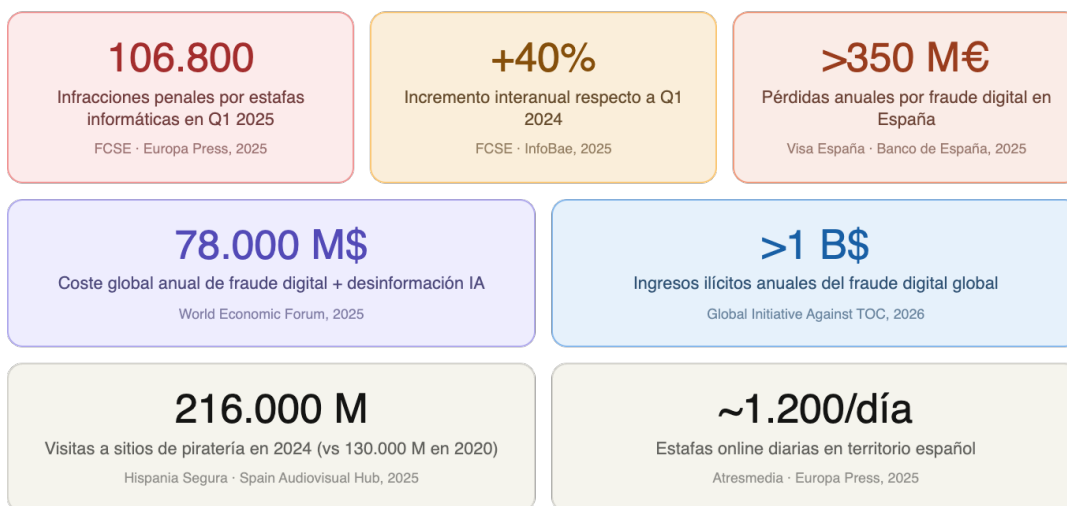 106.800
Infracciones penales por estafas
informáticas en Q1 2025
FCSE · Europa Press, 2025
+40%
Incremento interanual respecto a Q1
2024
FCSE · InfoBae, 2025
>350 M€
Pérdidas anuales por fraude digital en
España
Visa España · Banco de España, 2025
78.000 M$
Coste global anual de fraude digital + desinformación IA
World Economic Forum, 2025
>1 B$
Ingresos ilícitos anuales del fraude digital global
Global Initiative Against TOC, 2026
216.000 M
Visitas a sitios de piratería en 2024 (vs 130.000 M en 2020)
Hispania Segura · Spain Audiovisual Hub, 2025
~1.200/día
Estafas online diarias en territorio español
Atresmedia · Europa Press, 2025